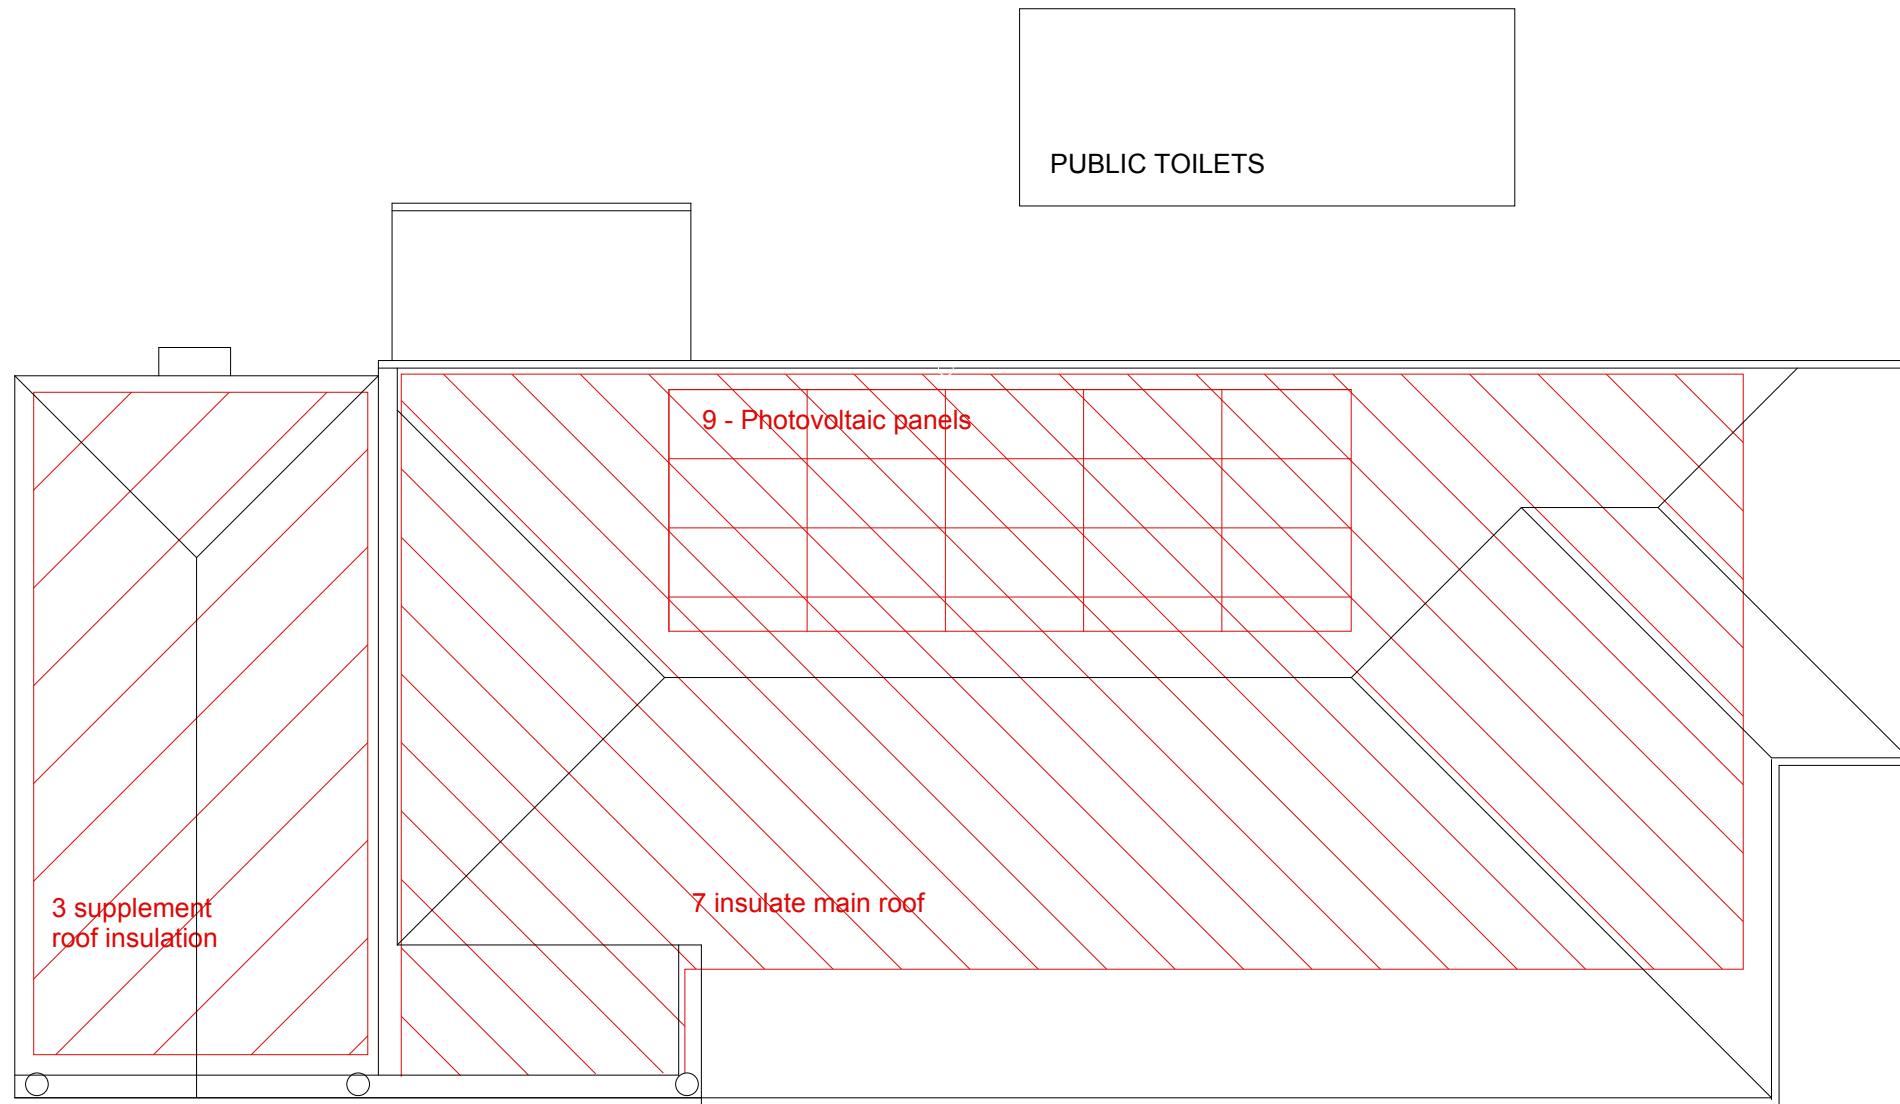 PUBLIC TOILETS
9 - Photovoltaic panels
7 insulate main roof
3 supplement
roof insulation